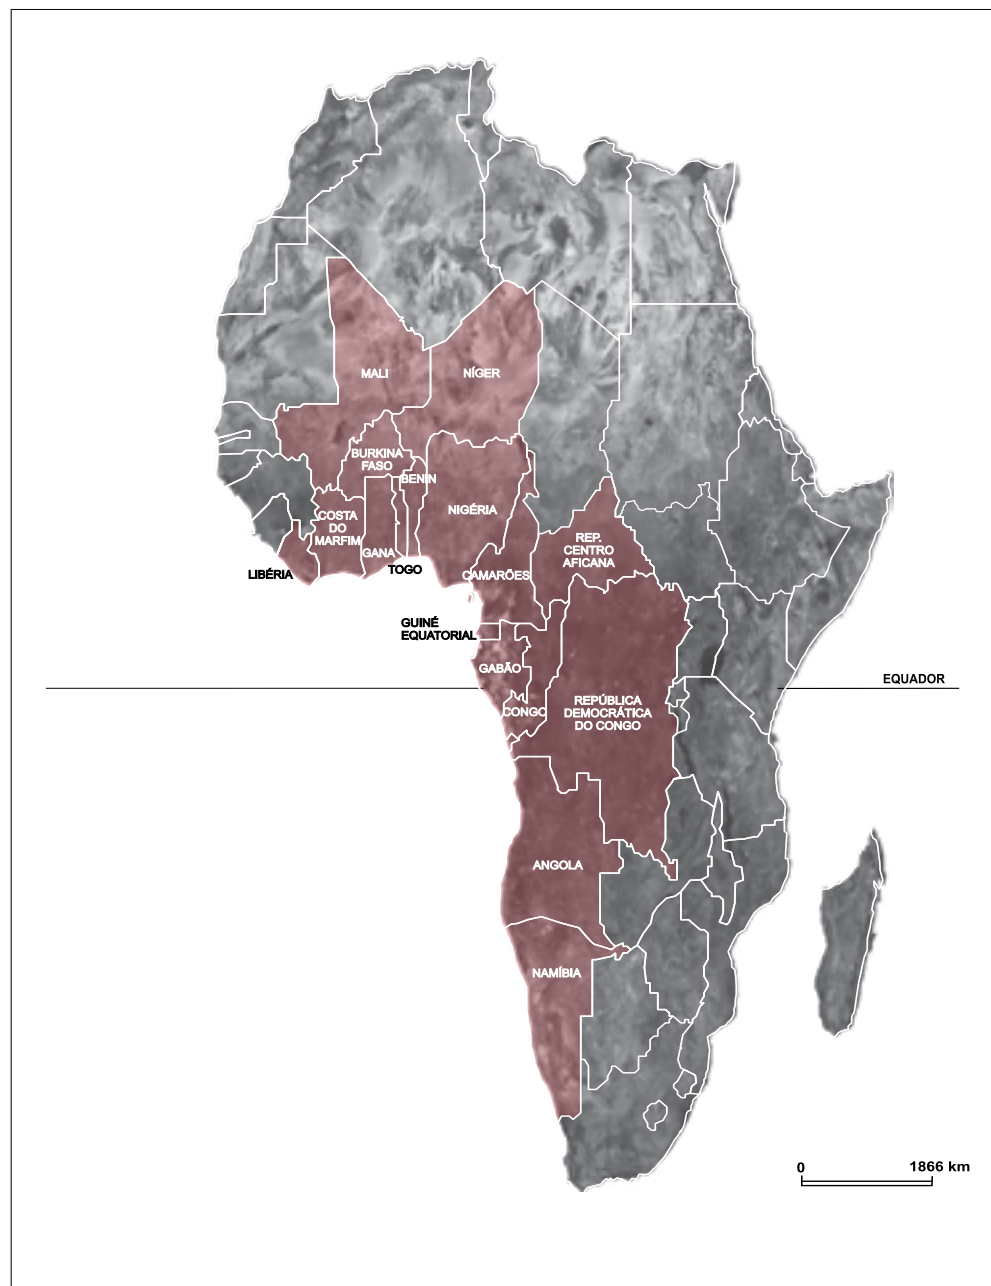 MALI
NÍGER
BURKINA
FASO
BENIN
NIGÉRIA
COSTA
DO
MARFIM
GANA
TOGO
LIBÉRIA
CAMARÕES
REP.
CENTRO
AFICANA
GUINÉ
EQUATORIAL
GABÃO
EQUADOR
CONGO
REPÚBLICA
DEMOCRÁTICA
DO CONGO
ANGOLA
NAMÍBIA
0 1866 km